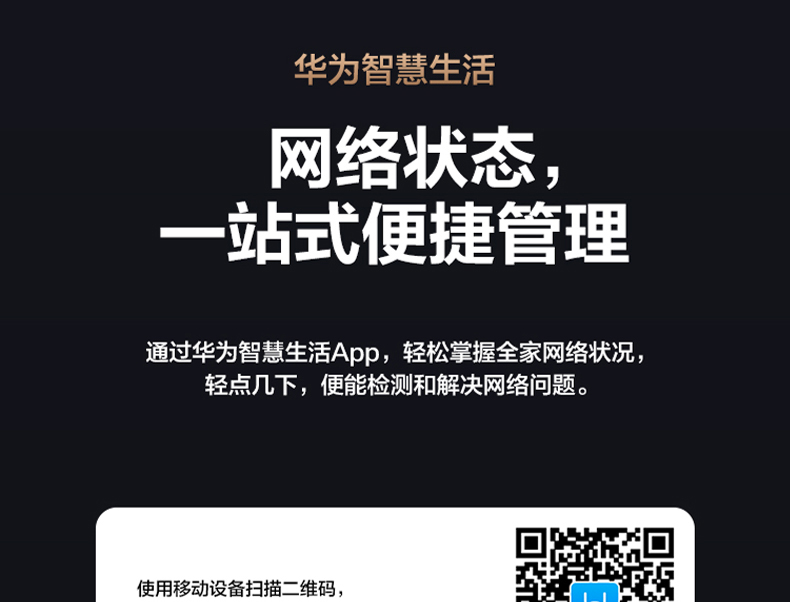 华为智慧生活
网络状态，
一站式便捷管理
通过华为智慧生活App，轻松掌握全家网络状况，
轻点几下，便能检测和解决网络问题。
使用移动设备扫描二维码，